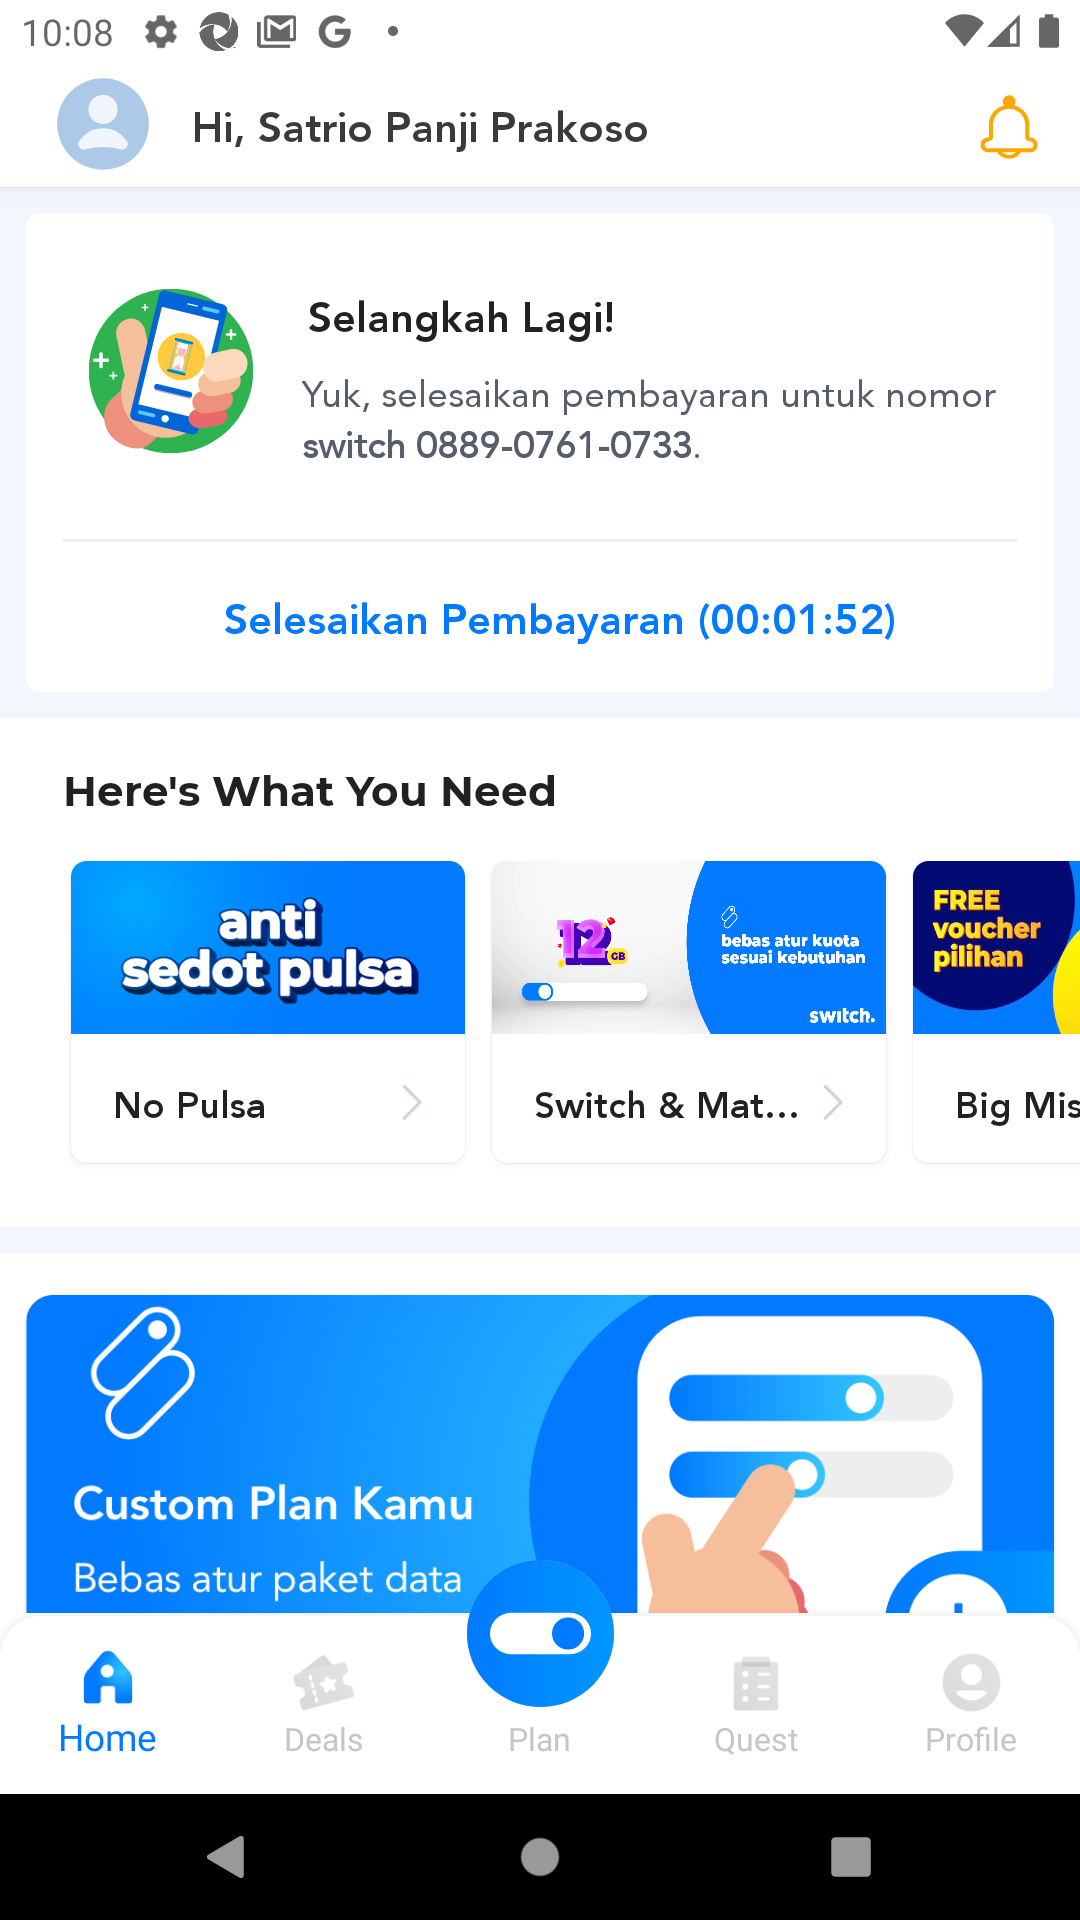 10:08
Hi, Satrio Panji Prakoso
Selangkah Lagi!
Yuk, selesaikan pembayaran untuk nomor
switch 0889-0761-0733.
Selesaikan Pembayaran (00:01:52)
Here's What You Need
anti
sedot pulsa
12
GB
bebas atur kuota
sesuai kebutuhan
switch.
FREE
voucher
pilihan
No Pulsa
Switch & Mat...
Big Mis
Custom Plan Kamu
Bebas atur paket data
Home
Deals
Plan
Quest
Profile